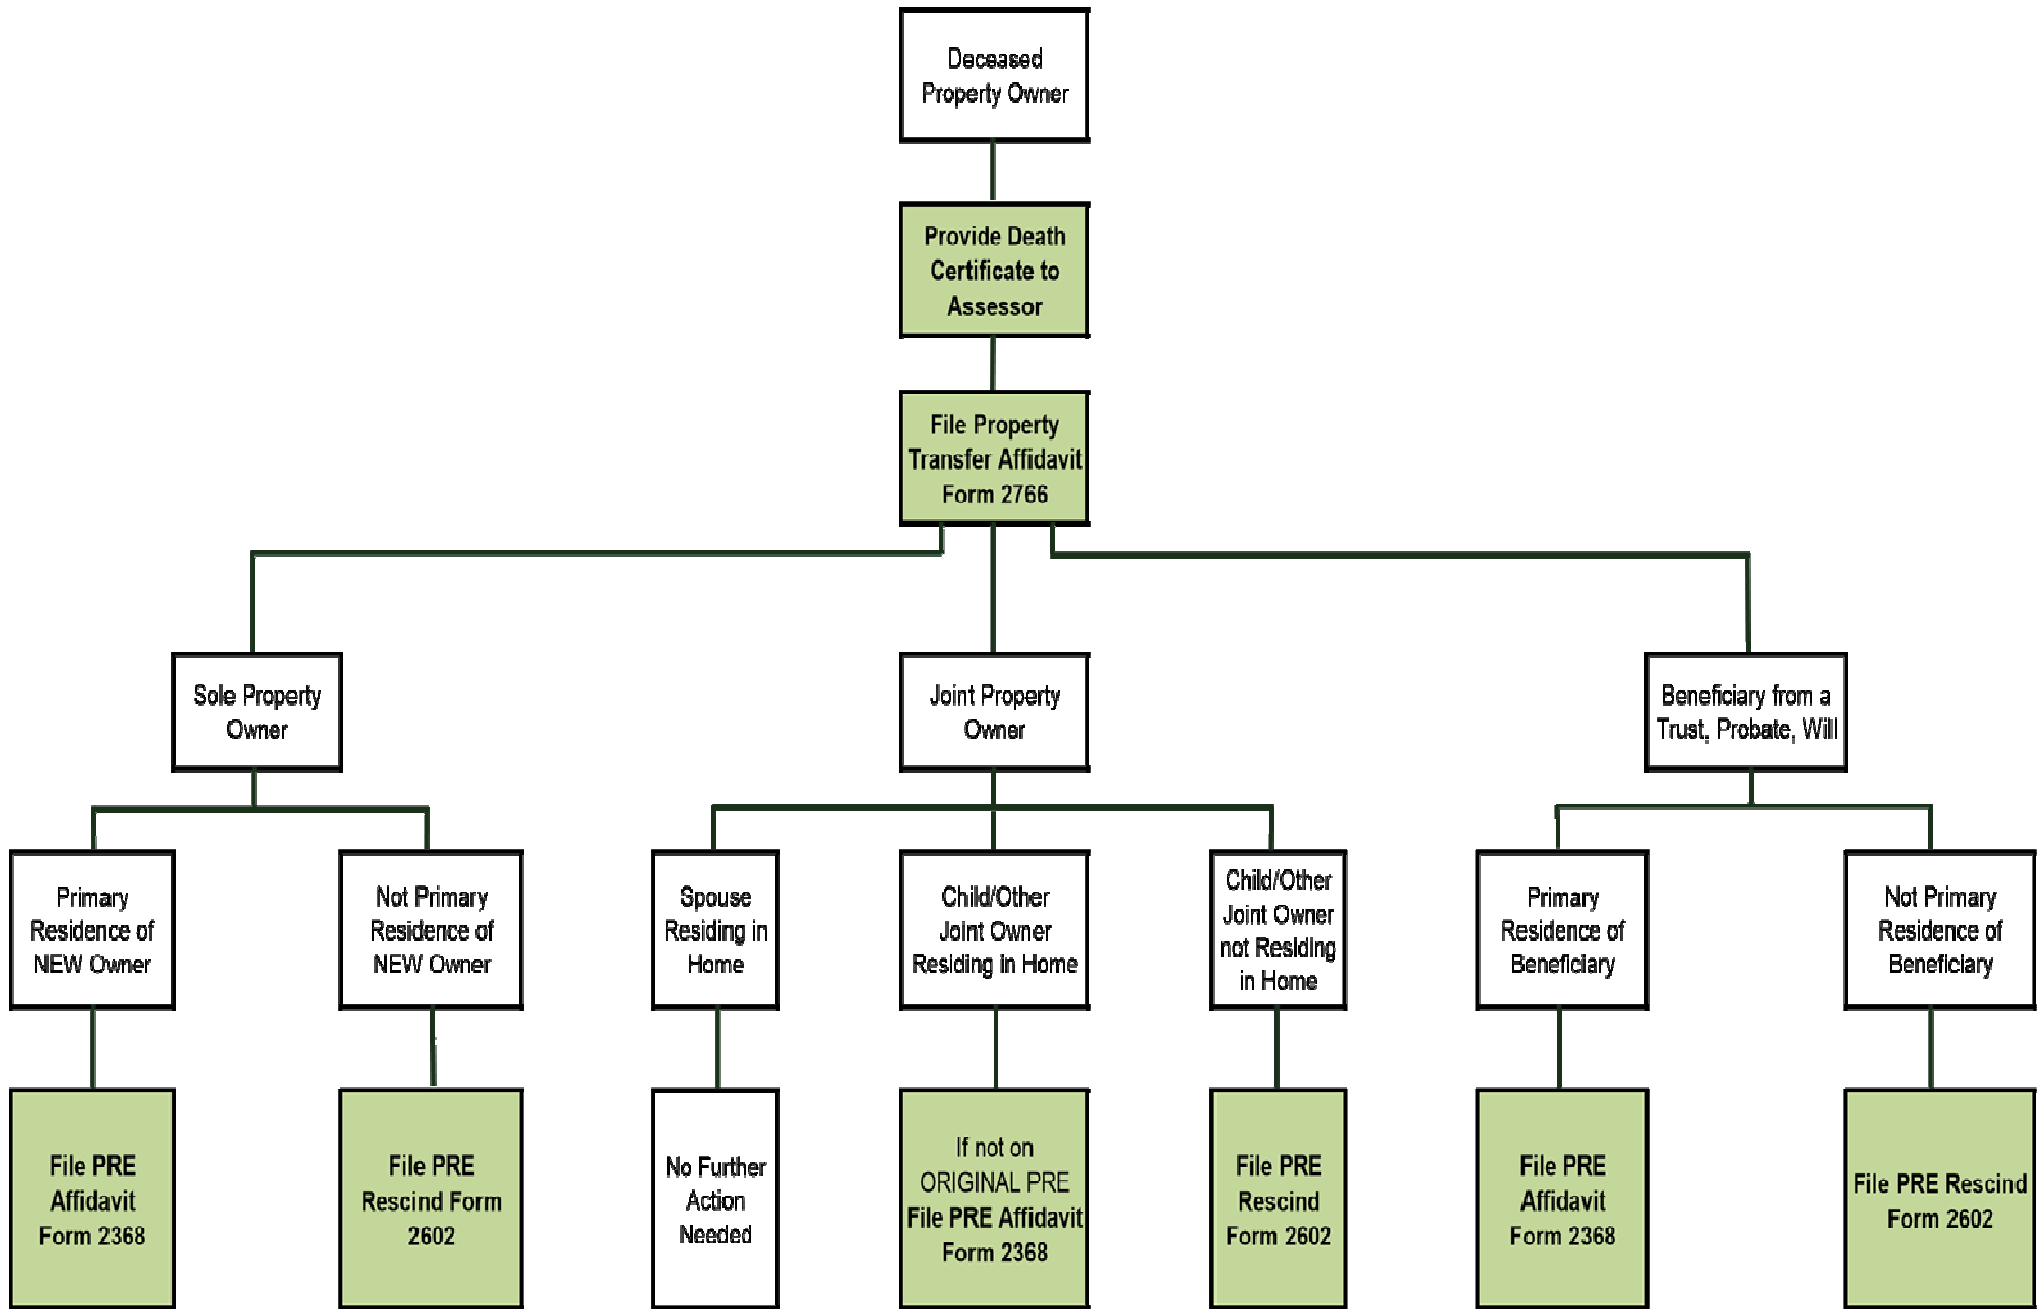 Deceased
Property Owner
Provide Death
Certificate to
Assessor
File Property
Transfer Affidavit
Form 2766
Sole Property
Owner
Joint Property
Owner
Beneficiary from a
Trust, Probate, Will
Primary
Residence of
NEW Owner
Not Primary
Residence of
NEW Owner
Spouse
Residing in
Home
Child/Other
Joint Owner
Residing in Home
Child/Other
Joint Owner
not Residing
in Home
Primary
Residence of
Beneficiary
Not Primary
Residence of
Beneficiary
File PRE
Affidavit
Form 2368
File PRE
Rescind Form
2602
No Further
Action
Needed
If not on
ORIGINAL PRE
File PRE Affidavit
Form 2368
File PRE
Rescind
Form 2602
File PRE
Affidavit
Form 2368
File PRE Rescind
Form 2602